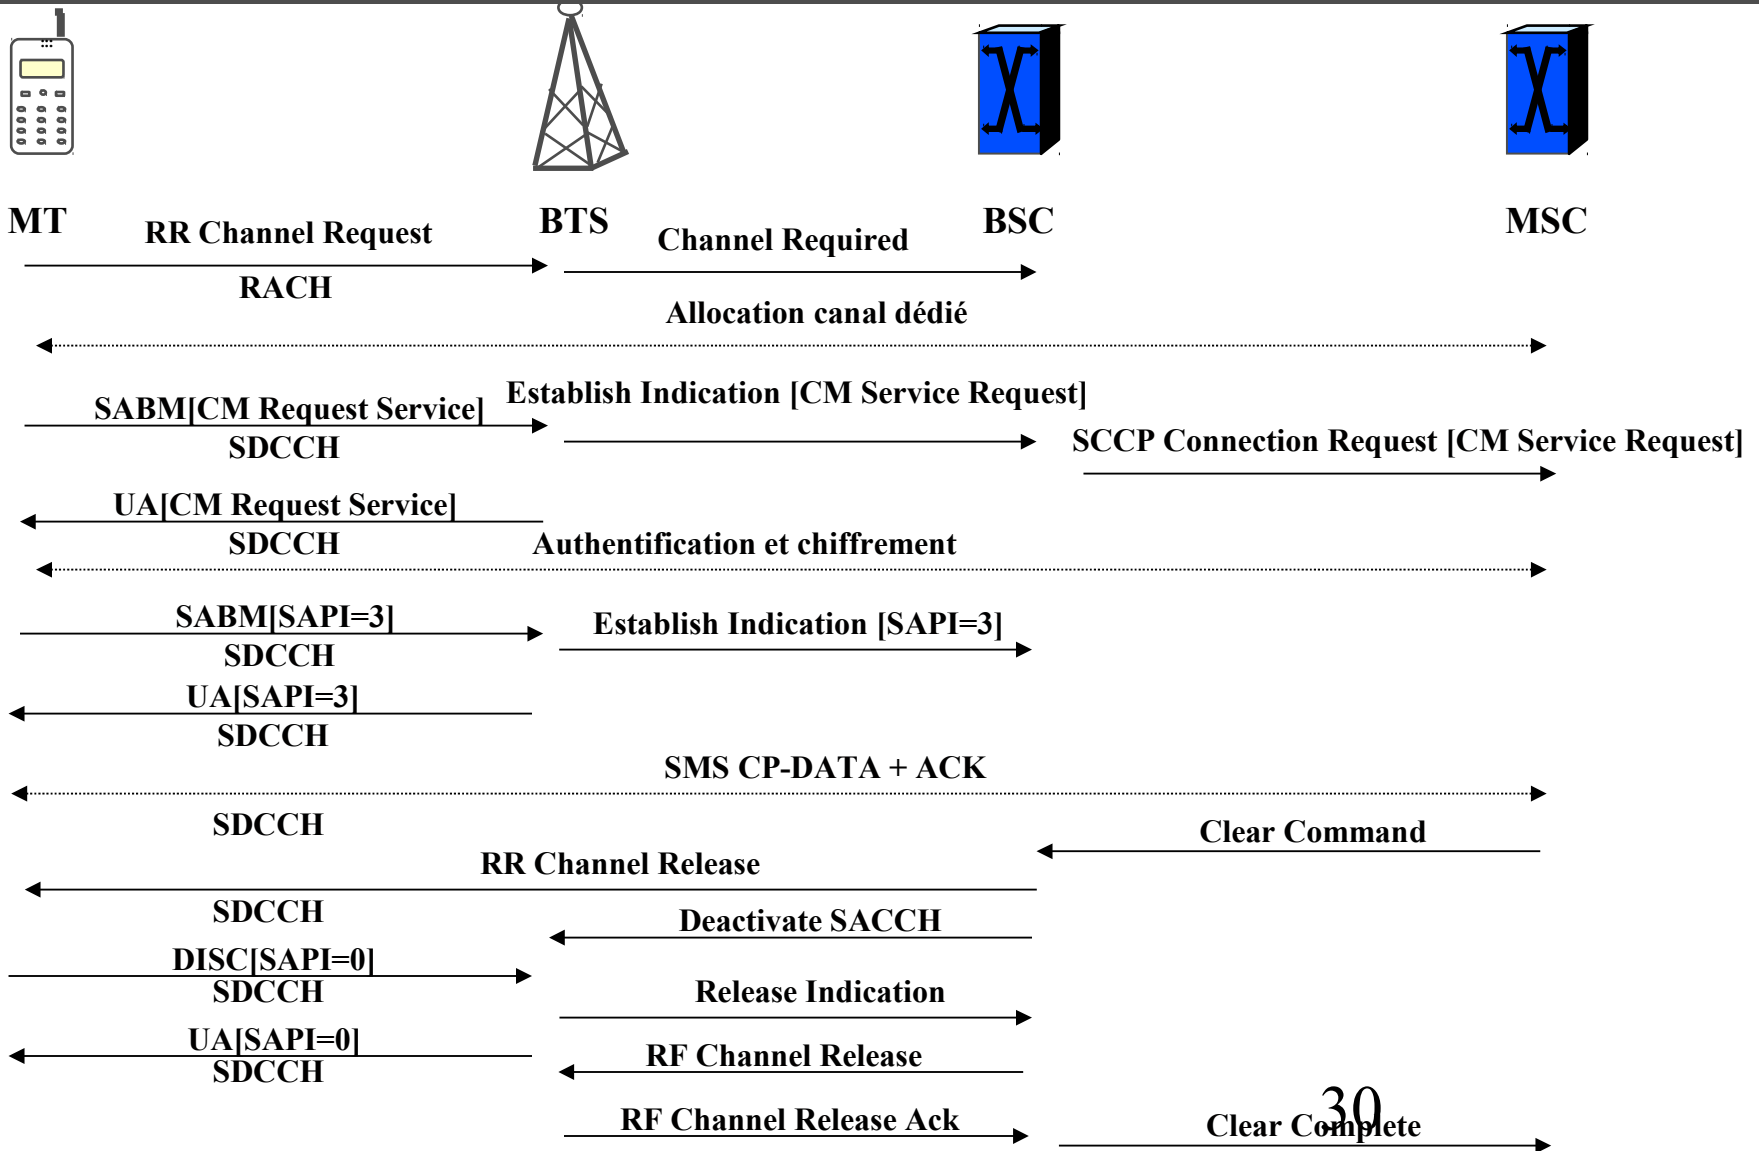 MT
BTS
BSC
MSC
RR Channel Request
Channel Required
RACH
Allocation canal dédié
SABM[CM Request Service]
Establish Indication [CM Service Request]
SDCCH
SCCP Connection Request [CM Service Request]
UA[CM Request Service]
SDCCH
Authentification et chiffrement
SABM[SAPI=3]
Establish Indication [SAPI=3]
SDCCH
UA[SAPI=3]
SDCCH
SMS CP-DATA + ACK
SDCCH
Clear Command
RR Channel Release
SDCCH
Deactivate SACCH
DISC[SAPI=0]
SDCCH
Release Indication
UA[SAPI=0]
RF Channel Release
SDCCH
RF Channel Release Ack
Clear Complete
30